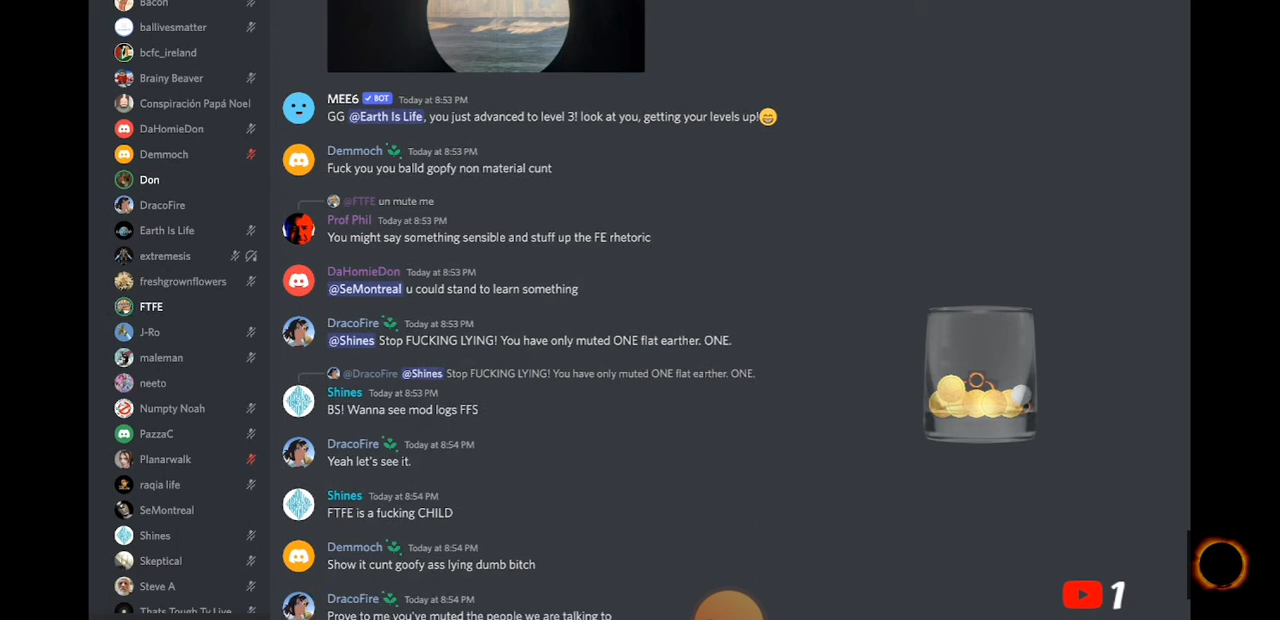 Bacon
ballivesmatter
bcfc_ireland
Brainy Beaver
Conspiración Papá Noel
DaHomieDon
Demmoch
Don
DracoFire
Earth Is Life
extremesis
freshgrownflowers
FTFE
J-Ro
maleman
neeto
Numpty Noah
PazzaC
Planarwalk
raqia life
SeMontreal
Shines
Skeptical
Steve A
Thats Tough Tv Live
MEE6 ✓ BOT Today at 8:53 PM
GG @Earth Is Life, you just advanced to level 3! look at you, getting your levels up!😄
Demmoch Today at 8:53 PM
Fuck you you balld gopfy non material cunt
@FTFE un mute me
Prof Phil Today at 8:53 PM
You might say something sensible and stuff up the FE rhetoric
DaHomieDon Today at 8:53 PM
@SeMontreal u could stand to learn something
DracoFire Today at 8:53 PM
@Shines Stop FUCKING LYING! You have only muted ONE flat earther. ONE.
@DracoFire @Shines Stop FUCKING LYING! You have only muted ONE flat earther. ONE.
Shines Today at 8:53 PM
BS! Wanna see mod logs FFS
DracoFire Today at 8:54 PM
Yeah let's see it.
Shines Today at 8:54 PM
FTFE is a fucking CHILD
Demmoch Today at 8:54 PM
Show it cunt goofy ass lying dumb bitch
DracoFire Today at 8:54 PM
Prove to me you've muted the people we are talking to
1